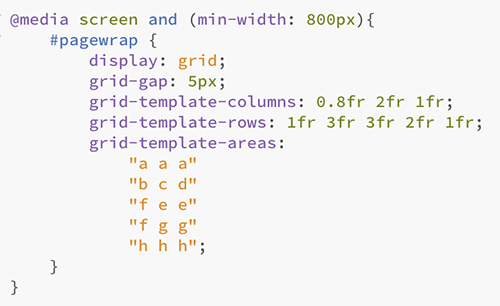 @media screen and (min-width: 800px){
#pagewrap {
display: grid;
grid-gap: 5px;
grid-template-columns: 0.8fr 2fr 1fr;
grid-template-rows: 1fr 3fr 3fr 2fr 1fr;
grid-template-areas:
"a a a"
"b c d"
"f e e"
"f g g"
"h h h";
}
}